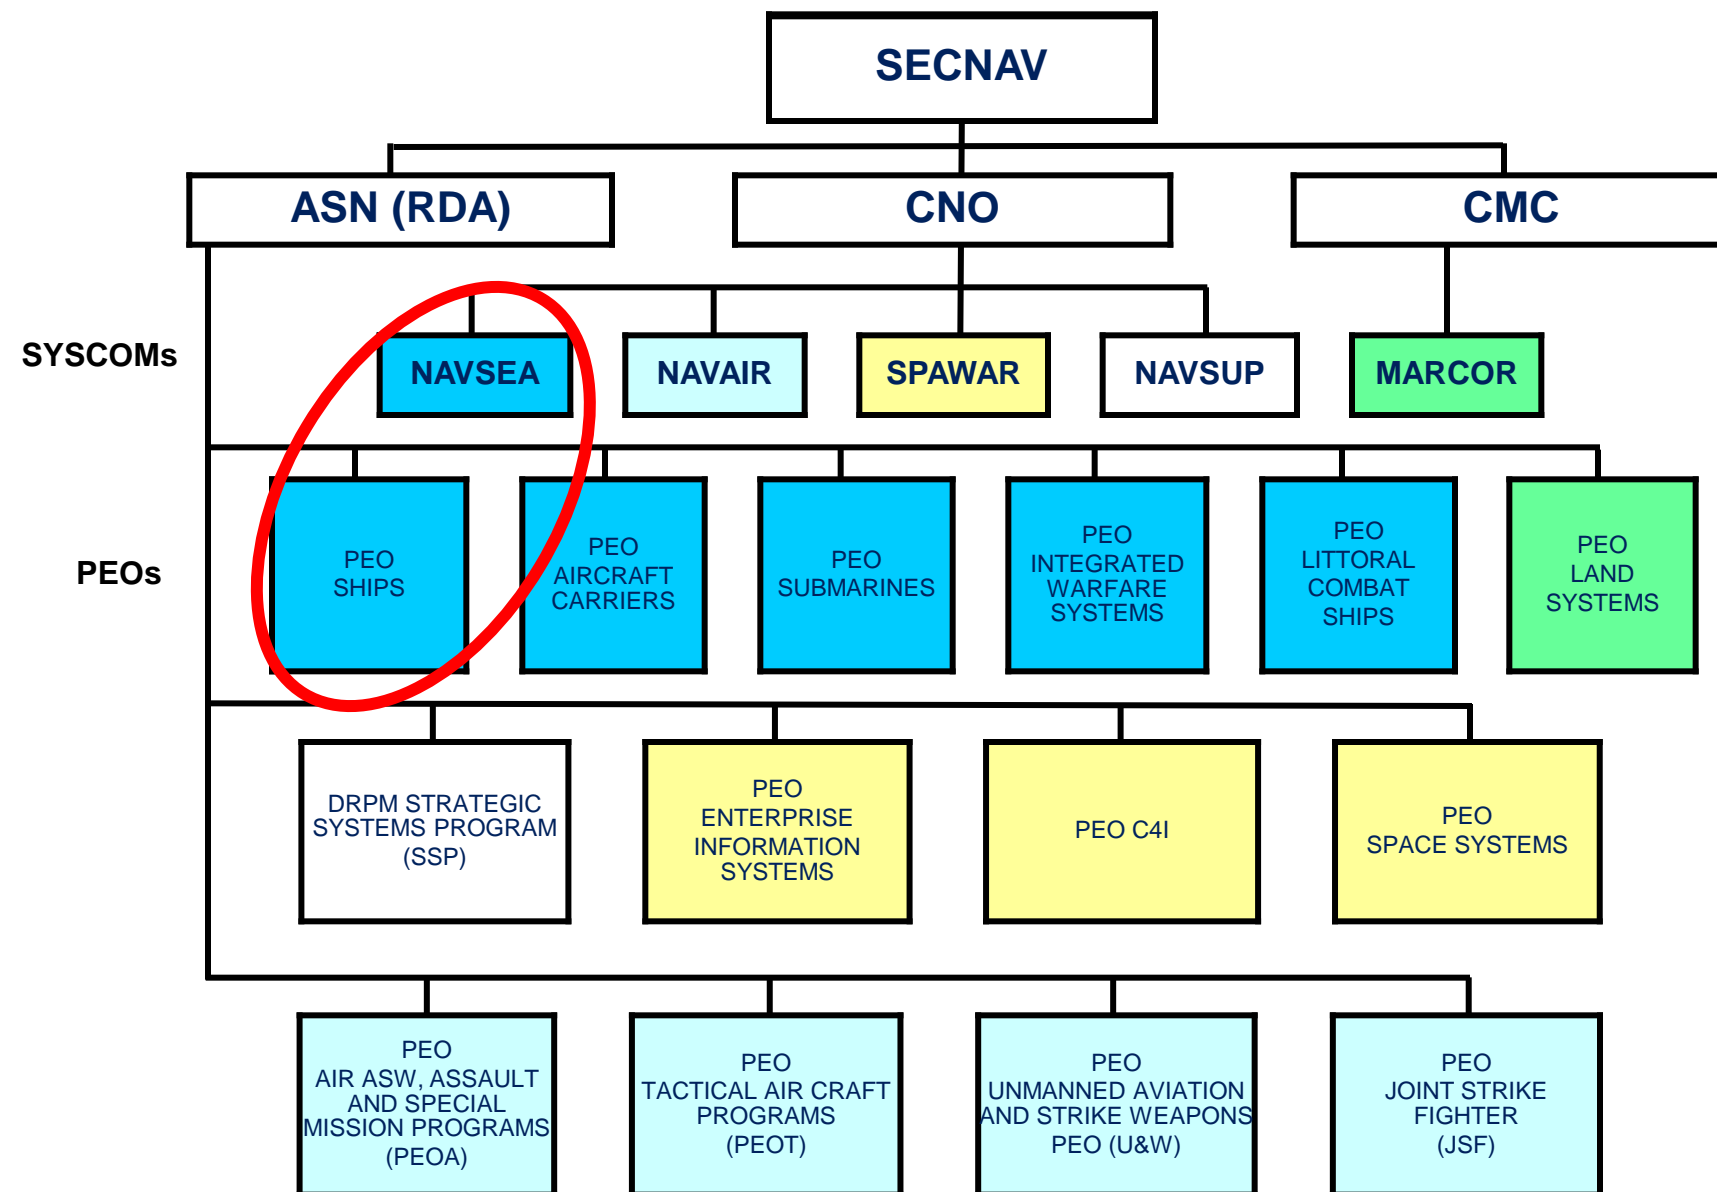 SECNAV
ASN (RDA)
CNO
CMC
SYSCOMs
NAVSEA
NAVAIR
SPAWAR
NAVSUP
MARCOR
PEOs
PEO
SHIPS
PEO
AIRCRAFT
CARRIERS
PEO
SUBMARINES
PEO
INTEGRATED
WARFARE
SYSTEMS
PEO
LITTORAL
COMBAT
SHIPS
PEO
LAND
SYSTEMS
DRPM STRATEGIC
SYSTEMS PROGRAM
(SSP)
PEO
ENTERPRISE
INFORMATION
SYSTEMS
PEO C4I
PEO
SPACE SYSTEMS
PEO
AIR ASW, ASSAULT
AND SPECIAL
MISSION PROGRAMS
(PEOA)
PEO
TACTICAL AIR CRAFT
PROGRAMS
(PEOT)
PEO
UNMANNED AVIATION
AND STRIKE WEAPONS
PEO (U&W)
PEO
JOINT STRIKE
FIGHTER
(JSF)